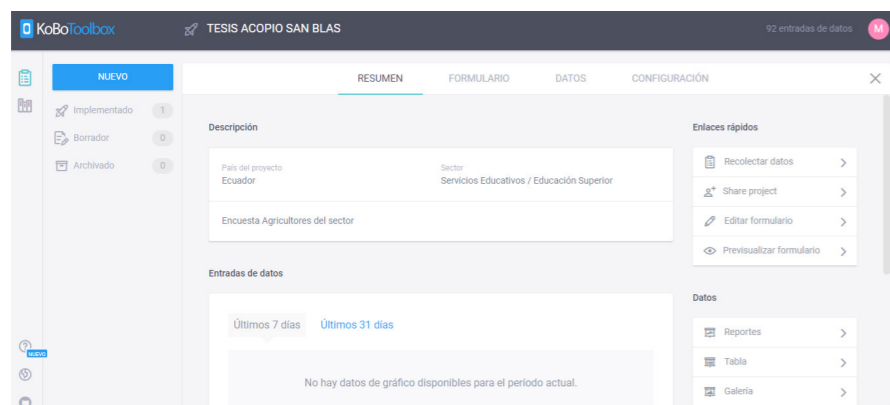 KoBoToolbox
TESIS ACOPIO SAN BLAS
92 entradas de datos
M
NUEVO
Implementado 1
Borrador 0
Archivado 0
RESUMEN FORMULARIO DATOS CONFIGURACIÓN
Descripción
País del proyecto
Ecuador
Sector
Servicios Educativos / Educación Superior
Encuesta Agricultores del sector
Entradas de datos
Últimos 7 días Últimos 31 días
No hay datos de gráfico disponibles para el período actual.
Enlaces rápidos
Recolectar datos
Share project
Editar formulario
Previsualizar formulario
Datos
Reportes
Tabla
Galería
NUEVO